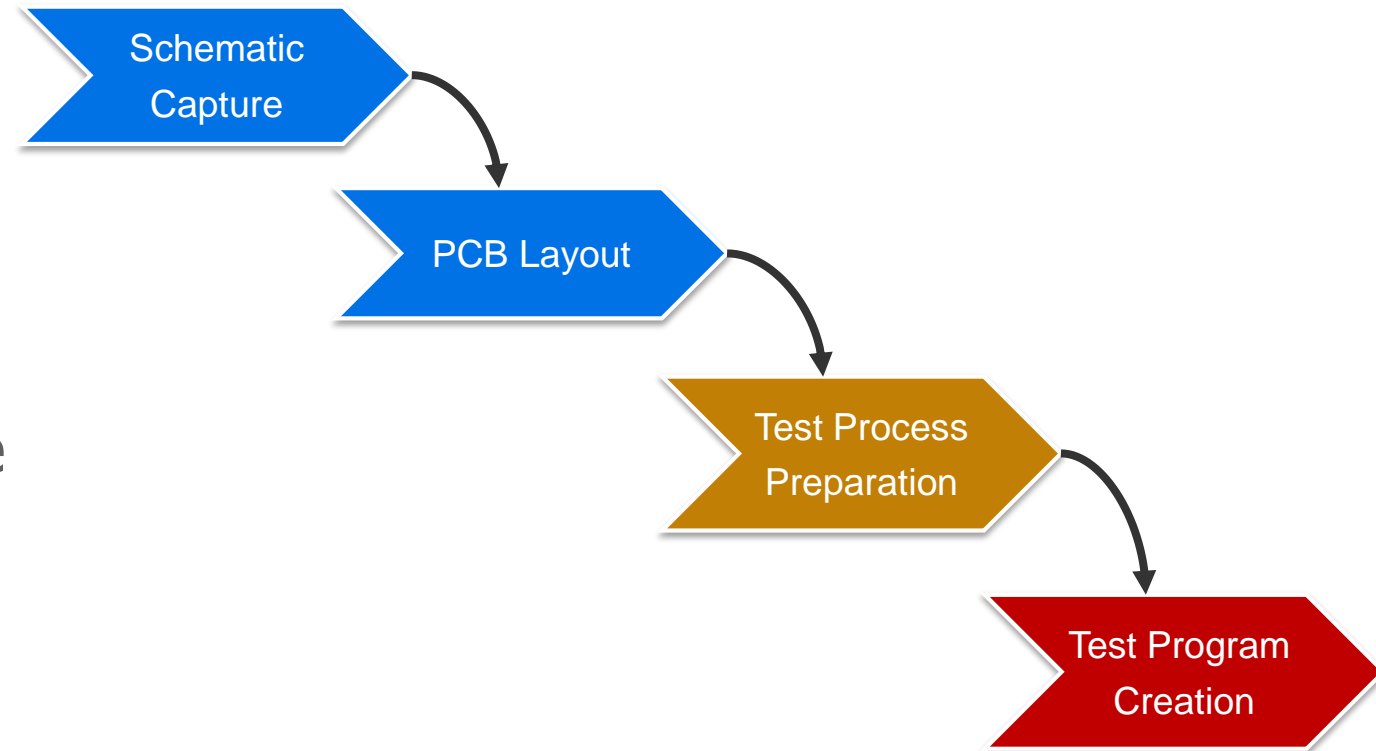 Schematic
Capture
PCB Layout
e
Test Process
Preparation
Test Program
Creation